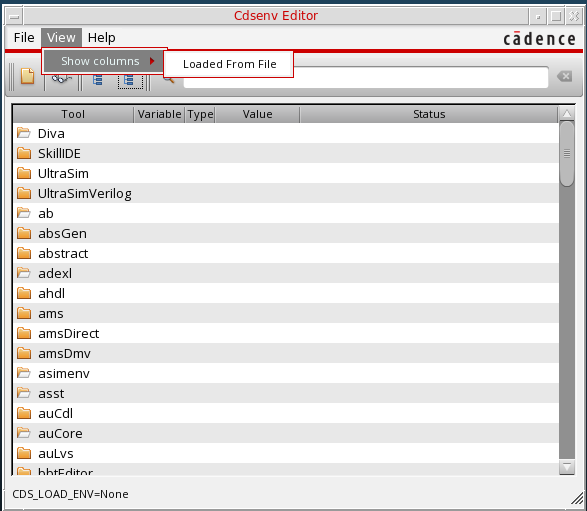 Cdsenv Editor
File View Help
cādence
Show columns
Loaded From File
Tool Variable Type Value Status
Diva
SkillIDE
UltraSim
UltraSimVerilog
ab
absGen
abstract
adexl
ahdl
ams
amsDirect
amsDmv
asimenv
asst
auCdl
auCore
auLvs
bbtEditor
CDS_LOAD_ENV=None